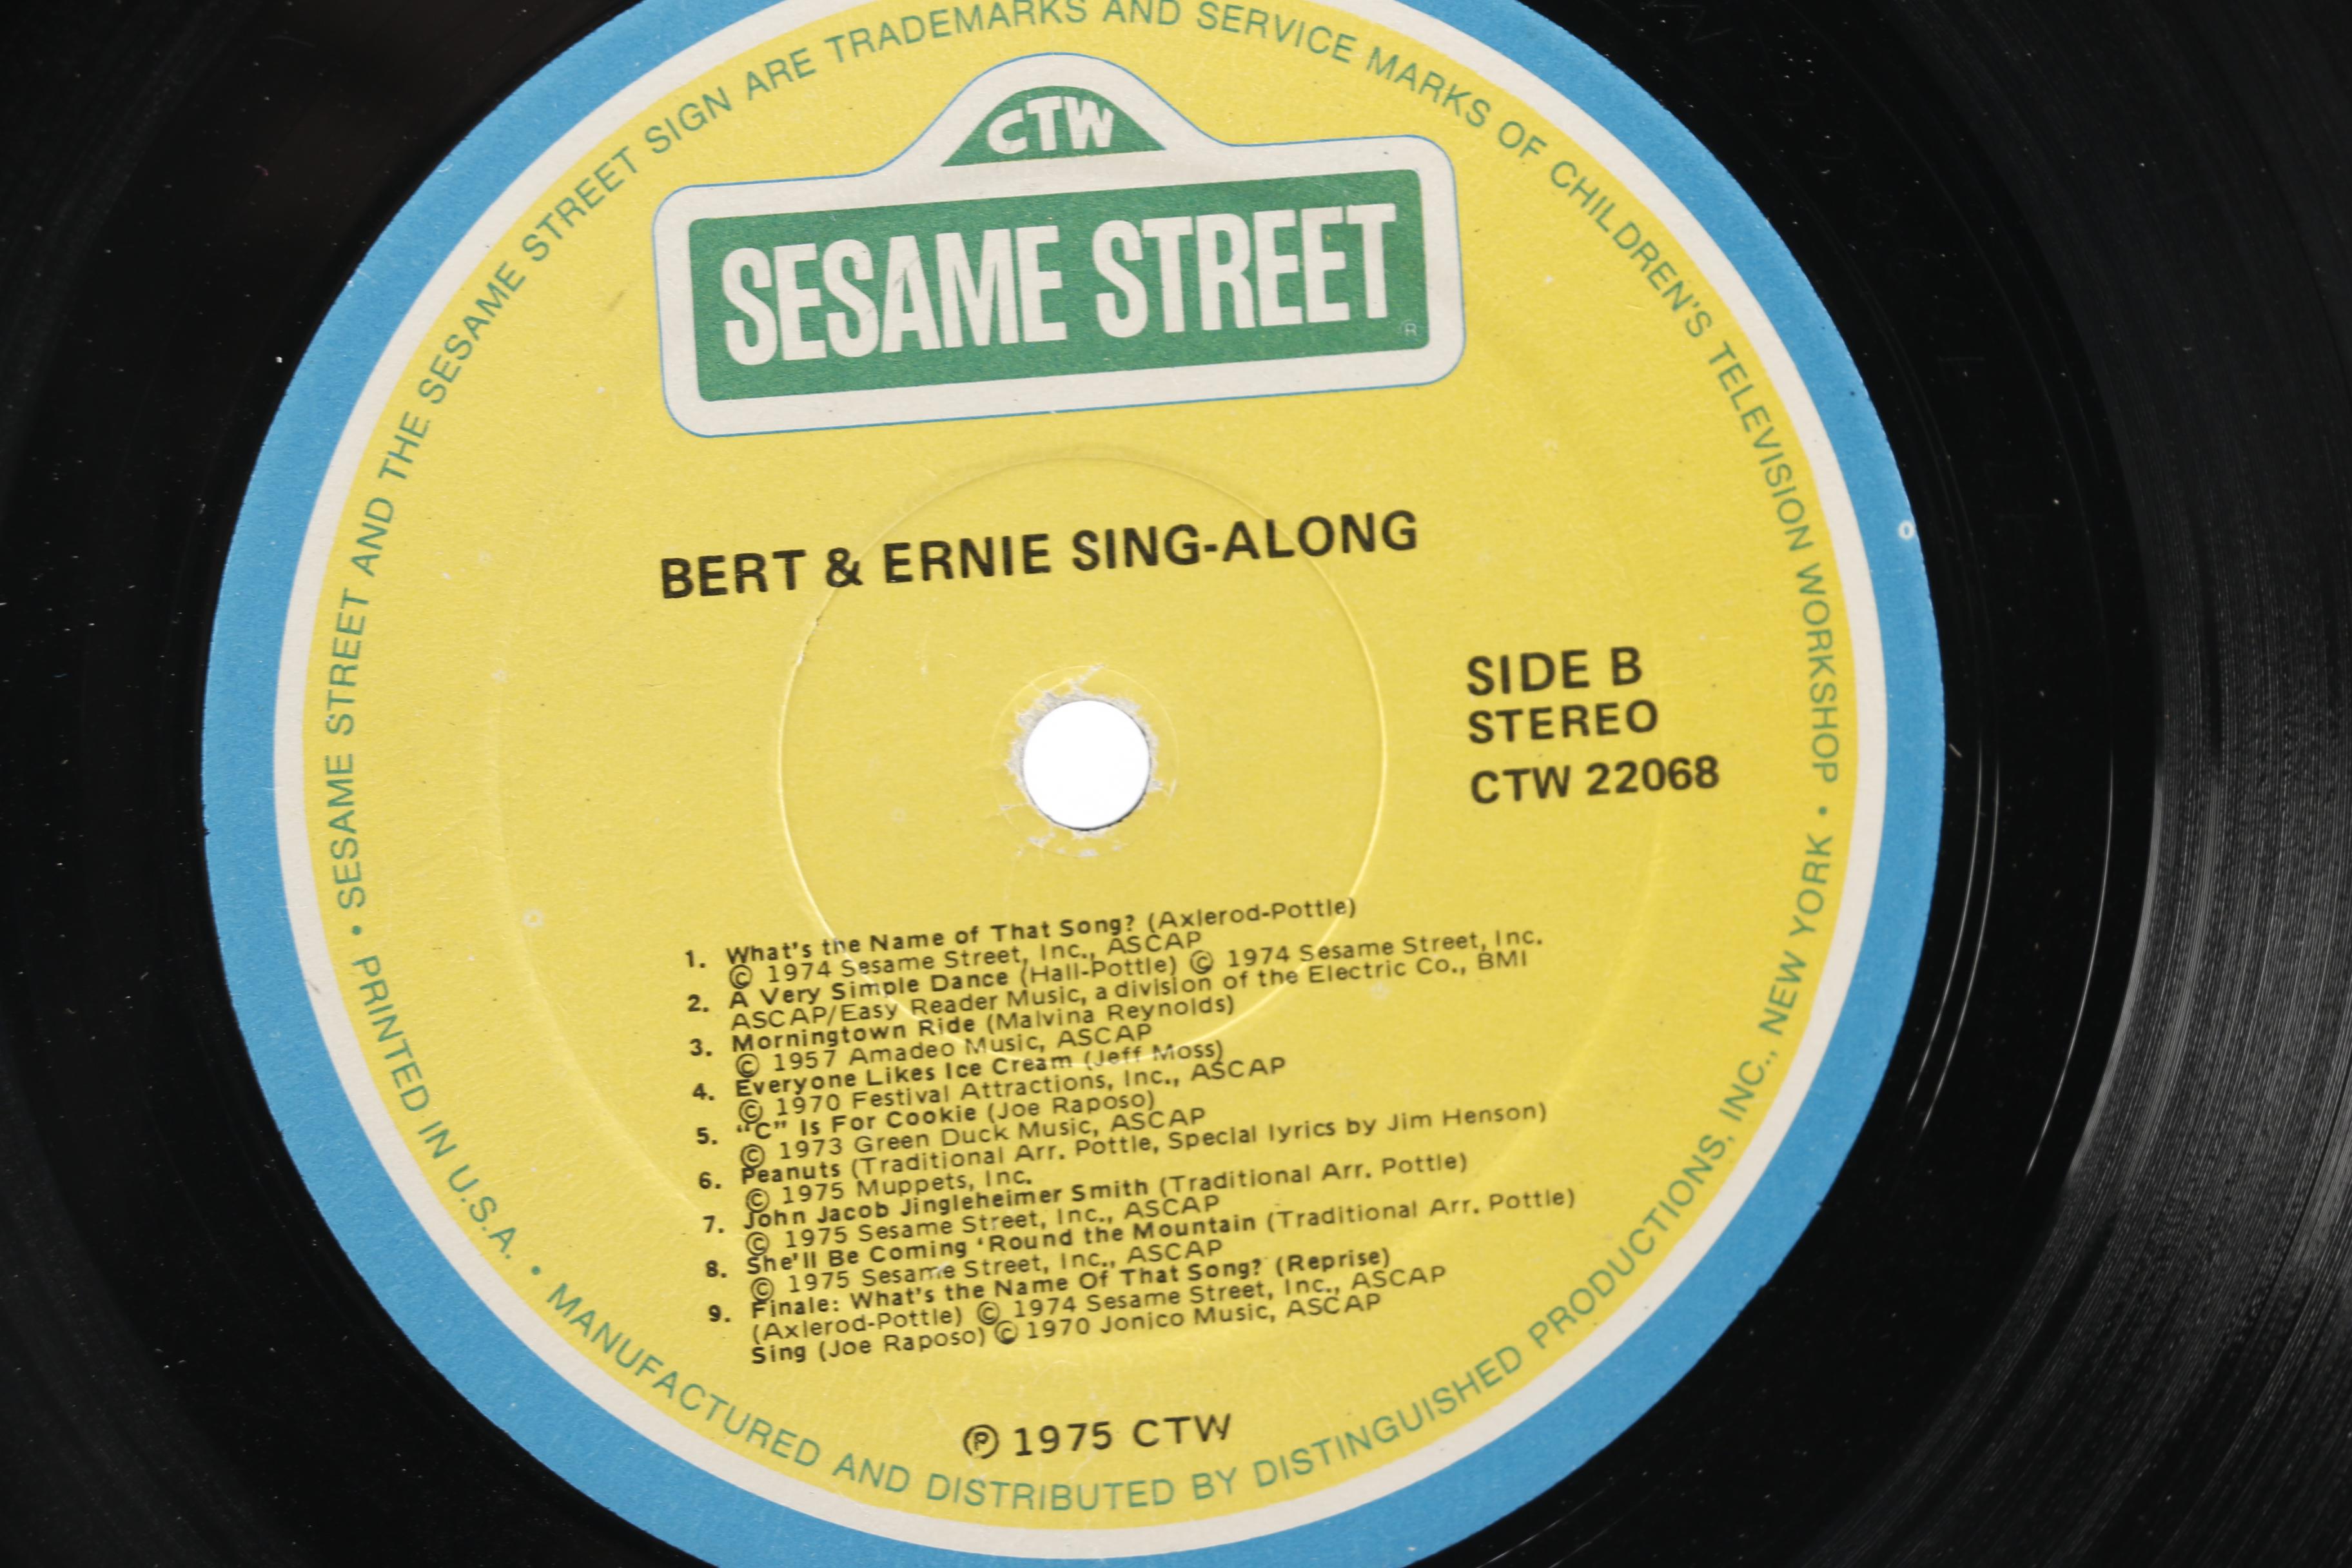 • SESAME STREET AND THE SESAME STREET SIGN ARE TRADEMARKS AND SERVICE MARKS OF CHILDREN'S TELEVISION WORKSHOP •
CTW
SESAME STREET
®
BERT & ERNIE SING-ALONG
SIDE B
STEREO
CTW 22068
1. What's the Name of That Song? (Axlerod-Pottle)
© 1974 Sesame Street, Inc., ASCAP
2. A Very Simple Dance (Hall-Pottle) © 1974 Sesame Street, Inc.
ASCAP/Easy Reader Music, a division of the Electric Co., BMI
3. Morningtown Ride (Malvina Reynolds)
© 1957 Amadeo Music, ASCAP
4. Everyone Likes Ice Cream (Jeff Moss)
© 1970 Festival Attractions, Inc., ASCAP
5. “C” Is For Cookie (Joe Raposo)
© 1973 Green Duck Music, ASCAP
6. Peanuts (Traditional Arr. Pottle, Special lyrics by Jim Henson)
© 1975 Muppets, Inc.
7. John Jacob Jingleheimer Smith (Traditional Arr. Pottle)
© 1975 Sesame Street, Inc., ASCAP
8. She'll Be Coming ‘Round the Mountain (Traditional Arr. Pottle)
© 1975 Sesame Street, Inc., ASCAP
9. Finale: What's the Name Of That Song? (Reprise)
(Axlerod-Pottle) © 1974 Sesame Street, Inc., ASCAP
Sing (Joe Raposo) © 1970 Jonico Music, ASCAP
℗ 1975 CTW
PRINTED IN U.S.A. • MANUFACTURED AND DISTRIBUTED BY DISTINGUISHED PRODUCTIONS, INC., NEW YORK